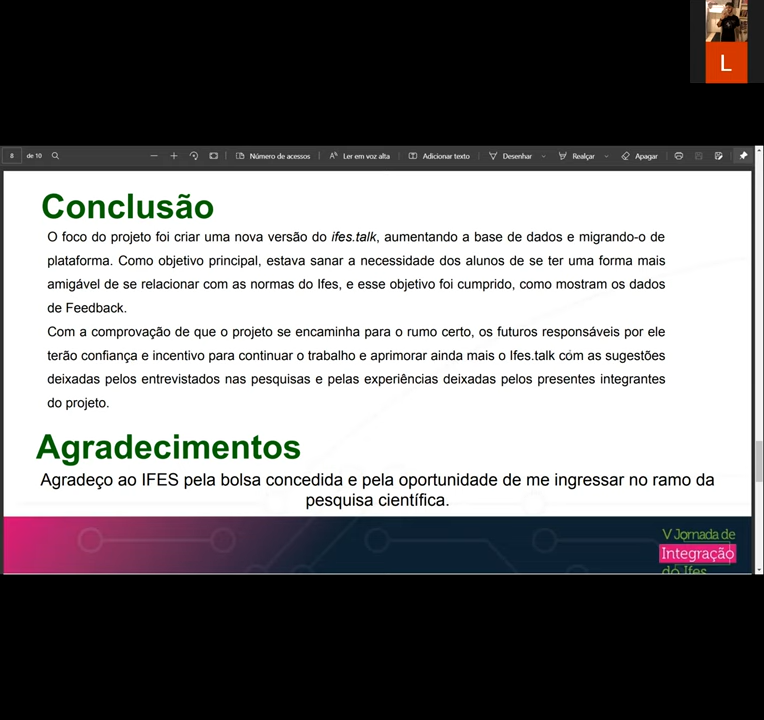 L
8 de 10 Número de acessos Ler em voz alta Adicionar texto Desenhar Realçar Apagar
Conclusão
O foco do projeto foi criar uma nova versão do ifes.talk, aumentando a base de dados e migrando-o de
plataforma. Como objetivo principal, estava sanar a necessidade dos alunos de se ter uma forma mais
amigável de se relacionar com as normas do Ifes, e esse objetivo foi cumprido, como mostram os dados
de Feedback.
Com a comprovação de que o projeto se encaminha para o rumo certo, os futuros responsáveis por ele
terão confiança e incentivo para continuar o trabalho e aprimorar ainda mais o Ifes.talk com as sugestões
deixadas pelos entrevistados nas pesquisas e pelas experiências deixadas pelos presentes integrantes
do projeto.
Agradecimentos
Agradeço ao IFES pela bolsa concedida e pela oportunidade de me ingressar no ramo da
pesquisa científica.
V Jornada de
Integração
do Ifes